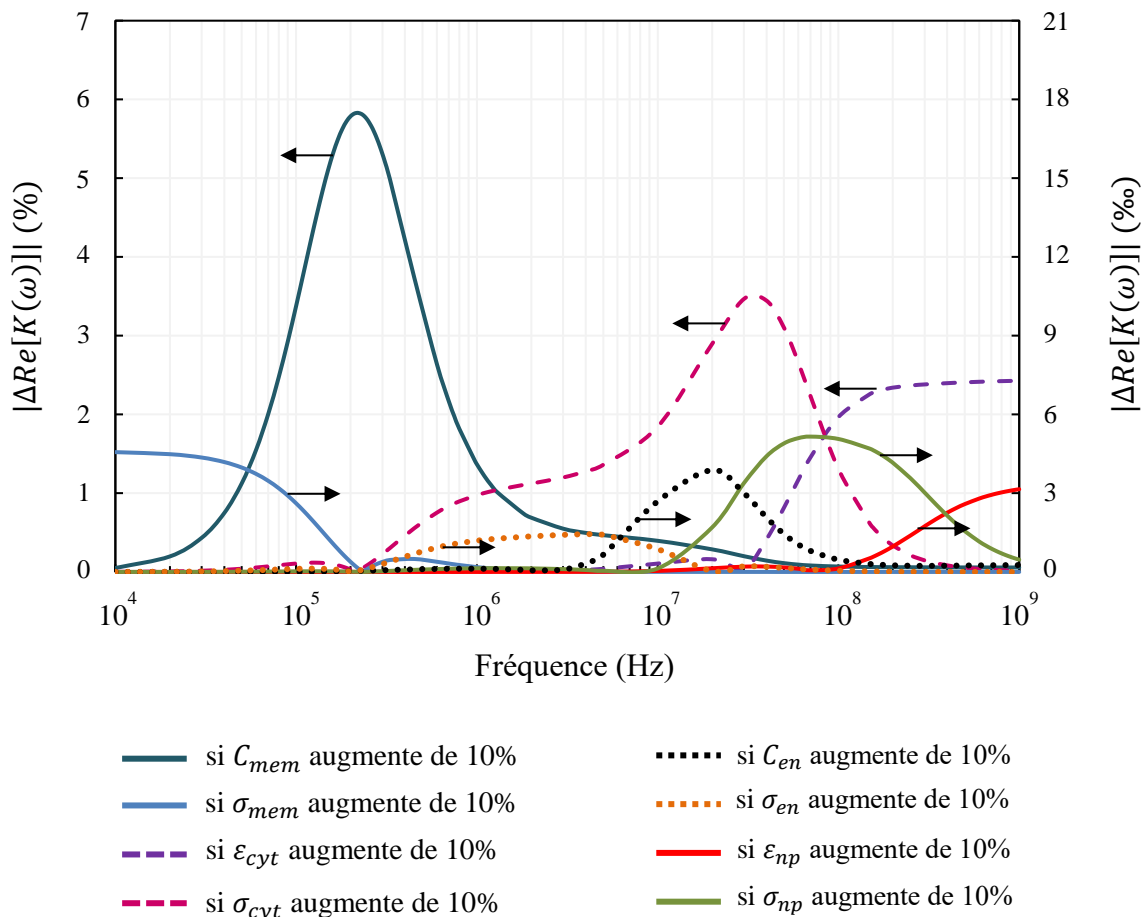 7
6
5
4
3
2
1
0
|ΔRe[K(ω)]|| (%)
21
18
15
12
9
6
3
0
|ΔRe[K(ω)]|| (‰)
10^4 10^5 10^6 10^7 10^8 10^9
Fréquence (Hz)
si C_mem augmente de 10%
si σ_mem augmente de 10%
si ε_cyt augmente de 10%
si σ_cyt augmente de 10%
si C_en augmente de 10%
si σ_en augmente de 10%
si ε_np augmente de 10%
si σ_np augmente de 10%